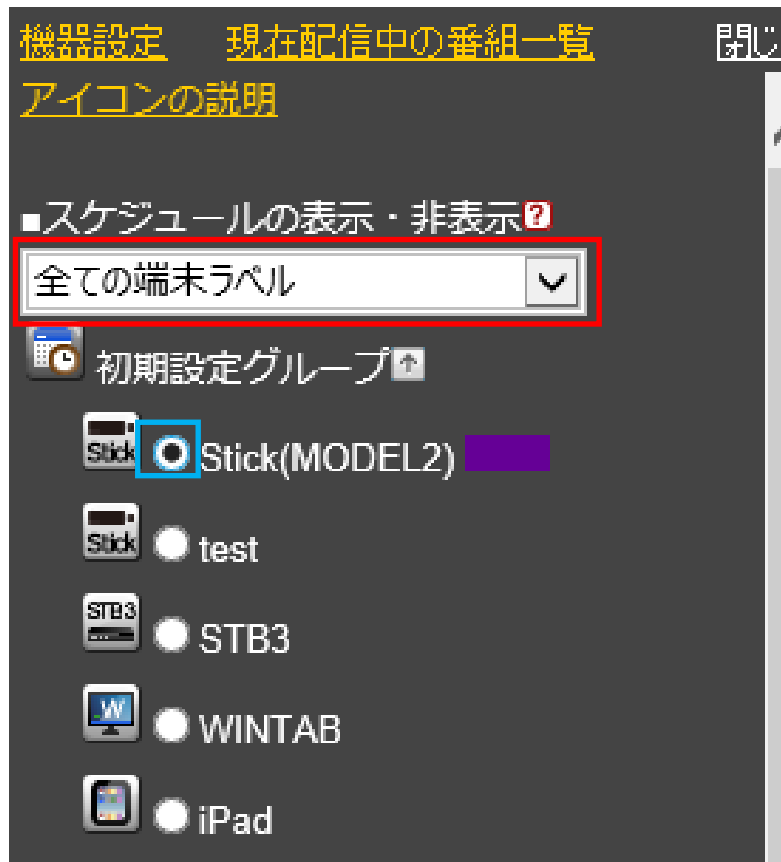 機器設定 現在配信中の番組一覧 閉じ
アイコンの説明
■スケジュールの表示・非表示?
全ての端末ラベル
初期設定グループ
Stick Stick(MODEL2)
Stick test
STB3 STB3
W WINTAB
iPad